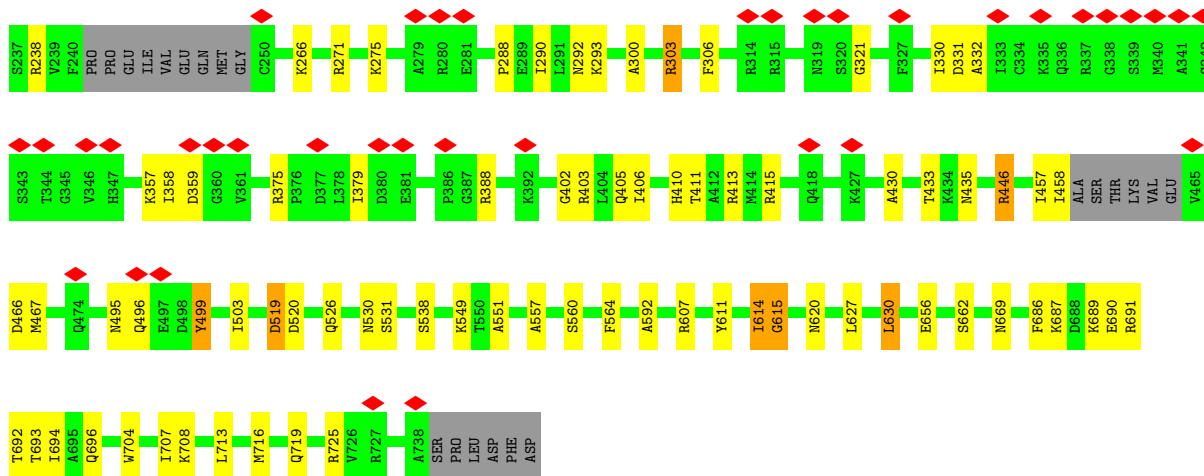 S237 R238 V239 F240 PRO PRO GLU ILE VAL GLU GLN MET GLY C250 K266 R271 K275 A279 R280 E281 P288 E289 I290 L291 N292 K293 A300 R303 F306 R314 R315 N319 S320 G321 F327 I330 D331 A332 I333 C334 K335 Q336 R337 G338 S339 M340 A341
S343 T344 G345 V346 H347 K357 I358 D359 G360 V361 R375 P376 D377 L378 I379 D380 E381 P386 G387 R388 K392 G402 R403 L404 Q405 I406 H410 T411 A412 R413 M414 R415 Q418 K427 A430 T433 K434 N435 R446 I457 I458 ALA SER THR LYS VAL GLU V465
D466 M467 Q474 N495 Q496 E497 D498 Y499 I503 D519 D520 Q526 N530 S531 S538 K549 T550 A551 A557 S560 F564 A592 R607 Y611 I614 G615 N620 L627 L630 E656 S662 N669 F686 K687 D688 K689 E690 R691
T692 T693 I694 A695 Q696 W704 I707 K708 L713 M716 Q719 R725 V726 R727 A738 SER PRO LEU ASP PHE ASP